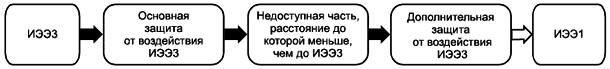 ИЭЭ3
Основная
защита
от воздействия
ИЭЭ3
Недоступная часть,
расстояние до
которой меньше,
чем до ИЭЭ3
Дополнительная
защита
от воздействия
ИЭЭ3
ИЭЭ1